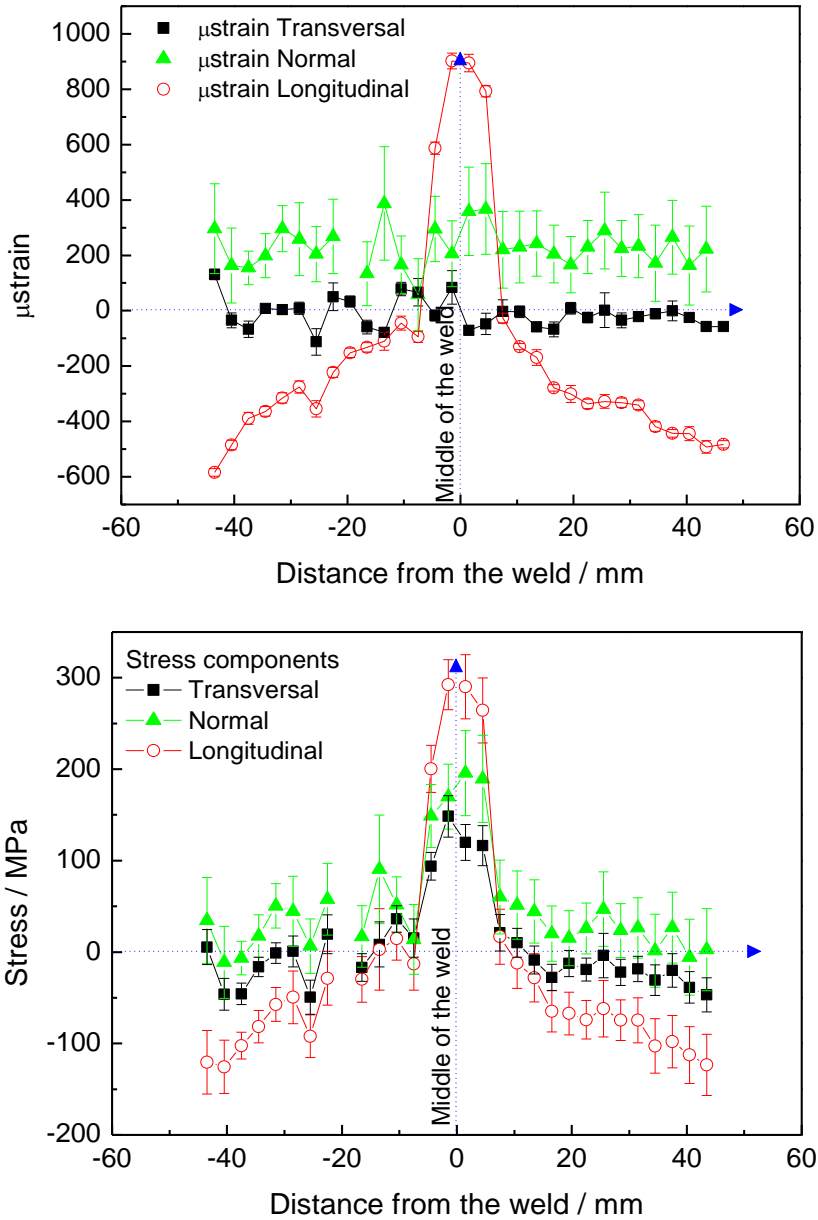 1000
800
600
400
200
0
-200
-400
-600
μstrain
μstrain Transversal
μstrain Normal
μstrain Longitudinal
Middle of the weld
-60 -40 -20 0 20 40 60
Distance from the weld / mm
300
200
100
0
-100
-200
Stress / MPa
Stress components
Transversal
Normal
Longitudinal
Middle of the weld
-60 -40 -20 0 20 40 60
Distance from the weld / mm